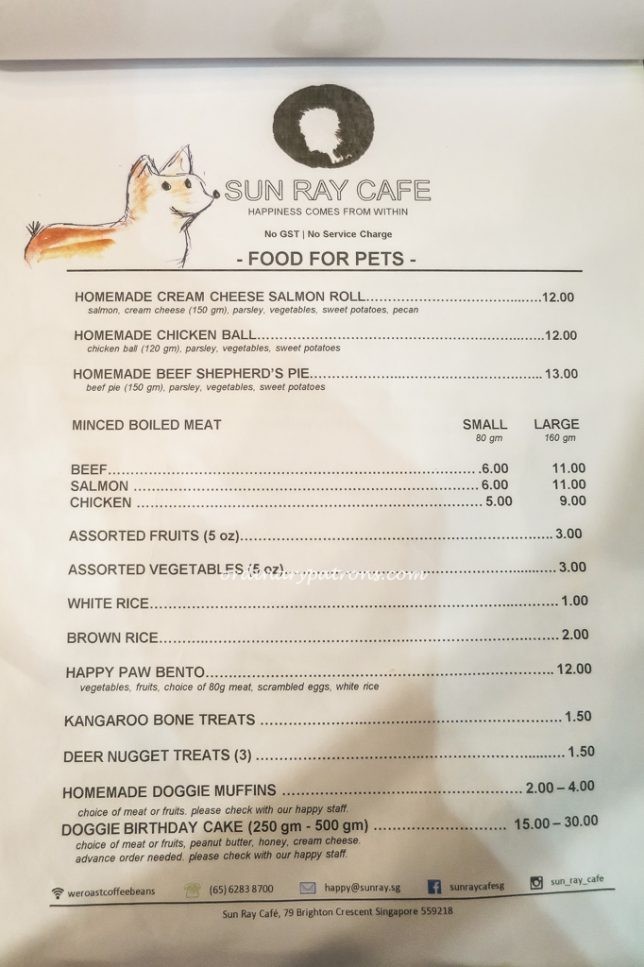 SUN RAY CAFE
HAPPINESS COMES FROM WITHIN
No GST | No Service Charge
- FOOD FOR PETS -
HOMEMADE CREAM CHEESE SALMON ROLL..........12.00
salmon, cream cheese (150 gm), parsley, vegetables, sweet potatoes, pecan
HOMEMADE CHICKEN BALL..........12.00
chicken ball (120 gm), parsley, vegetables, sweet potatoes
HOMEMADE BEEF SHEPHERD'S PIE..........13.00
beef pie (150 gm), parsley, vegetables, sweet potatoes
MINCED BOILED MEAT SMALL LARGE
80 gm 160 gm
BEEF..........6.00 11.00
SALMON ..........6.00 11.00
CHICKEN ..........5.00 9.00
ASSORTED FRUITS (5 oz)..........3.00
ASSORTED VEGETABLES (5 oz)..........3.00
ordinarypatrons.com
WHITE RICE..........1.00
BROWN RICE..........2.00
HAPPY PAW BENTO..........12.00
vegetables, fruits, choice of 80g meat, scrambled eggs, white rice
KANGAROO BONE TREATS ..........1.50
DEER NUGGET TREATS (3) ..........1.50
HOMEMADE DOGGIE MUFFINS ..........2.00 – 4.00
choice of meat or fruits. please check with our happy staff.
DOGGIE BIRTHDAY CAKE (250 gm - 500 gm) ..........15.00 – 30.00
choice of meat or fruits, peanut butter, honey, cream cheese.
advance order needed. please check with our happy staff.
weroastcoffeebeans (65) 6283 8700 happy@sunray.sg sunraycafesg sun_ray_cafe
Sun Ray Café, 79 Brighton Crescent Singapore 559218